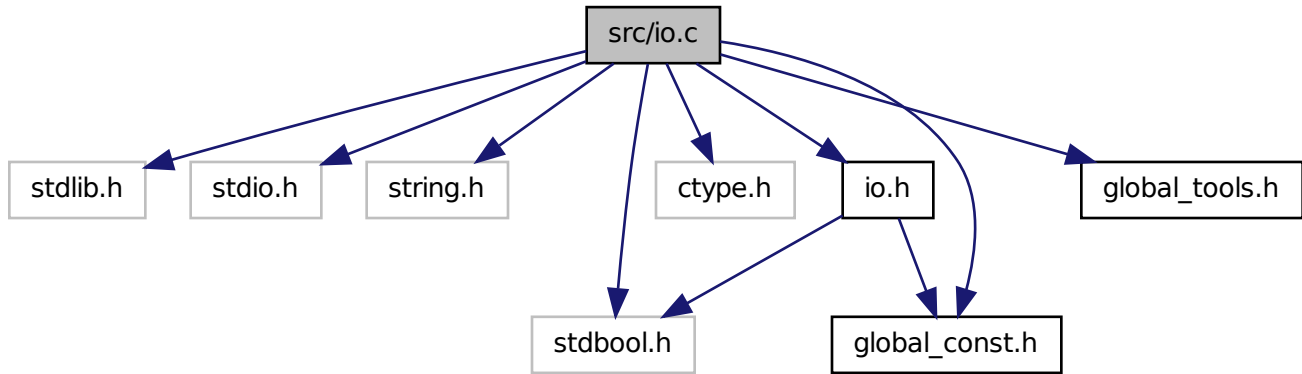 src/io.c
stdlib.h
stdio.h
string.h
ctype.h
io.h
global_tools.h
stdbool.h
global_const.h